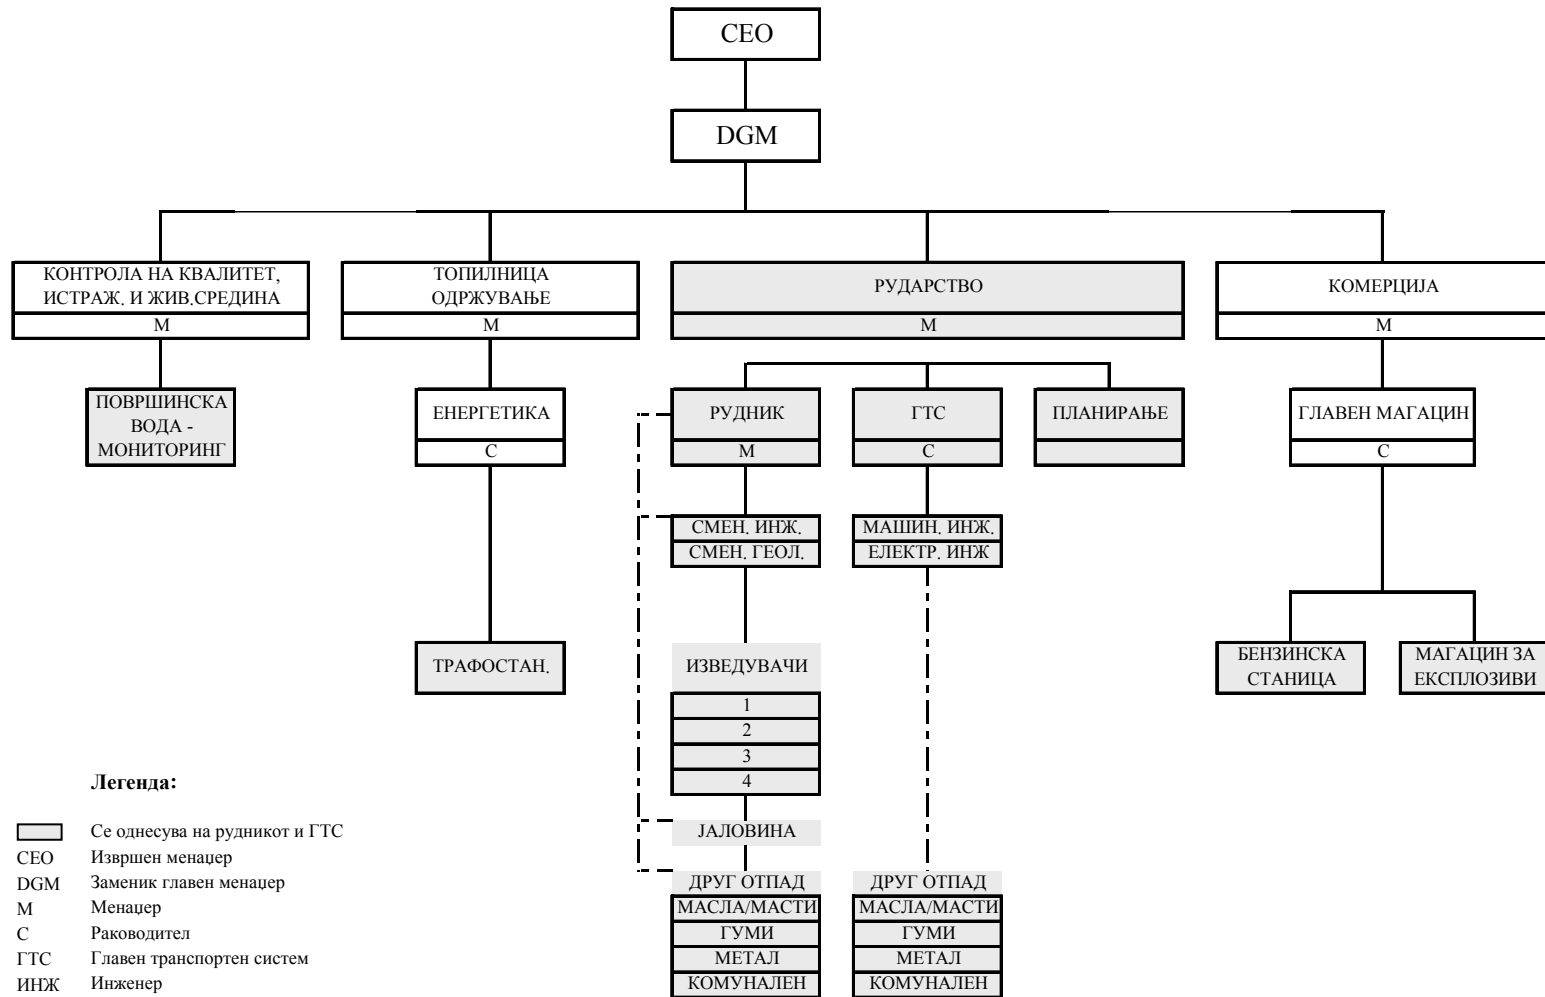 CEO
DGM
КОНТРОЛА НА КВАЛИТЕТ,
ИСТРАЖ. И ЖИВ.СРЕДИНА
М
ТОПИЛНИЦА
ОДРЖУВАЊЕ
М
РУДАРСТВО
М
КОМЕРЦИЈА
М
ПОВРШИНСКА
ВОДА -
МОНИТОРИНГ
ЕНЕРГЕТИКА
С
РУДНИК
М
ГТС
С
ПЛАНИРАЊЕ
ГЛАВЕН МАГАЦИН
С
СМЕН. ИНЖ.
СМЕН. ГЕОЛ.
МАШИН. ИНЖ.
ЕЛЕКТР. ИНЖ
ТРАФОСТАН.
ИЗВЕДУВАЧИ
1
2
3
4
БЕНЗИНСКА
СТАНИЦА
МАГАЦИН ЗА
ЕКСПЛОЗИВИ
ЈАЛОВИНА
ДРУГ ОТПАД
МАСЛА/МАСТИ
ГУМИ
МЕТАЛ
КОМУНАЛЕН
ДРУГ ОТПАД
МАСЛА/МАСТИ
ГУМИ
МЕТАЛ
КОМУНАЛЕН
Легенда:
Се однесува на рудникот и ГТС
CEO Извршен менаџер
DGM Заменик главен менаџер
М Менаџер
С Раководител
ГТС Главен транспортен систем
ИНЖ Инженер